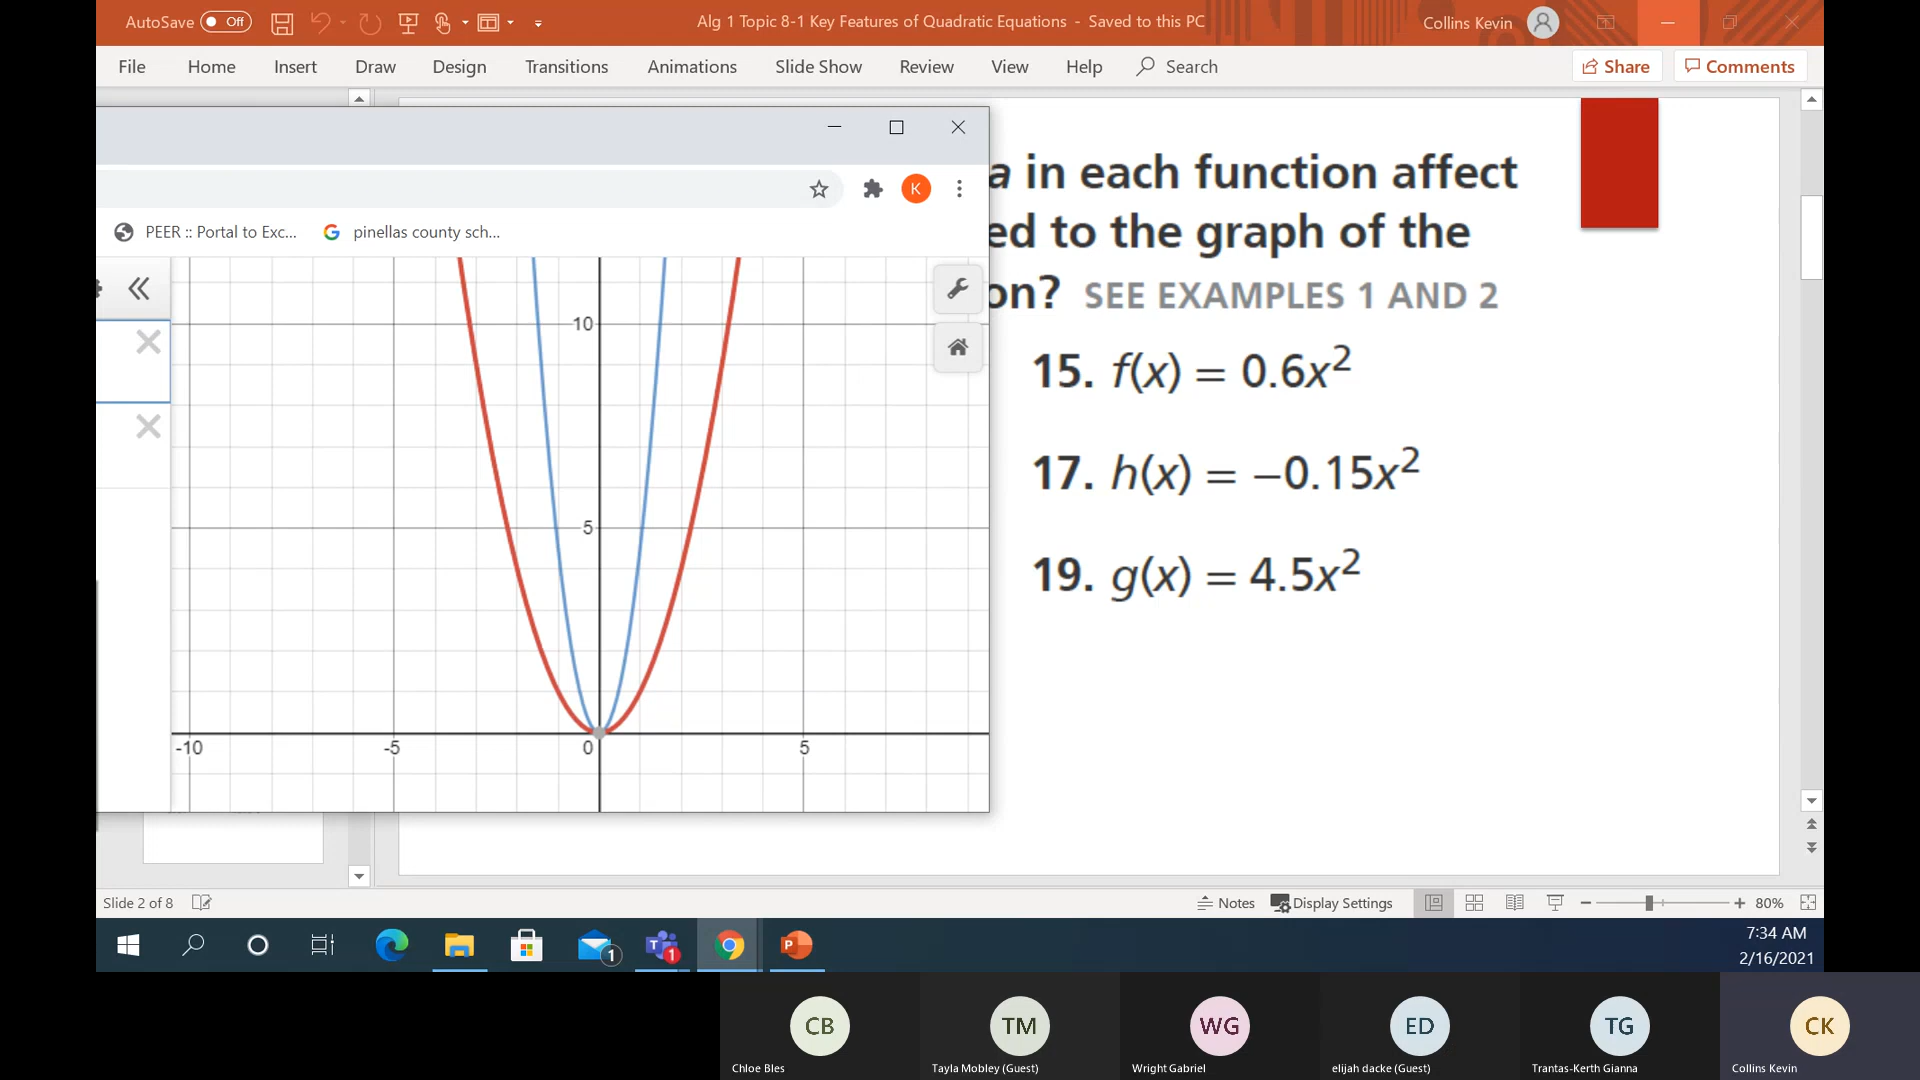 AutoSave Off Alg 1 Topic 8-1 Key Features of Quadratic Equations - Saved to this PC Collins Kevin
File Home Insert Draw Design Transitions Animations Slide Show Review View Help Search Share Comments
K
PEER :: Portal to Exc... pinellas county sch...
a in each function affect
ed to the graph of the
on? SEE EXAMPLES 1 AND 2
15. f(x) = 0.6x²
17. h(x) = −0.15x²
19. g(x) = 4.5x²
10
5
-10 -5 0 5
Slide 2 of 8 Notes Display Settings 80%
1 1
7:34 AM
2/16/2021
CB TM WG ED TG CK
Chloe Bles Tayla Mobley (Guest) Wright Gabriel elijah dacke (Guest) Trantas-Kerth Gianna Collins Kevin